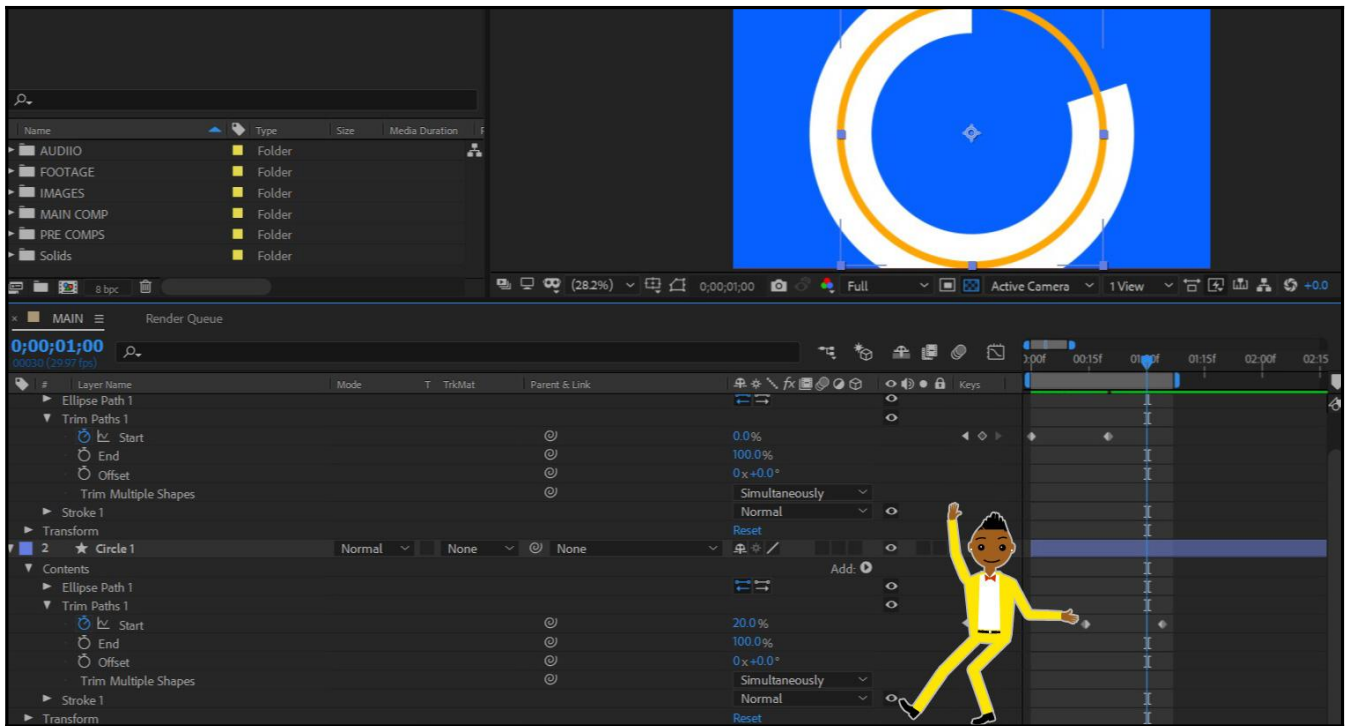 Name Type Size Media Duration
AUDIIO Folder
FOOTAGE Folder
IMAGES Folder
MAIN COMP Folder
PRE COMPS Folder
Solids Folder
8 bpc
(28.2%) 0;00;01;00 Full Active Camera 1 View +0.0
MAIN Render Queue
0;00;01;00
00030 (29.97 fps)
00:15f 01:15f 02:00f 02:15
# Layer Name Mode T TrkMat Parent & Link Keys
Ellipse Path 1
Trim Paths 1
Start 0.0%
End 100.0%
Offset 0x+0.0°
Trim Multiple Shapes Simultaneously
Stroke 1 Normal
Transform Reset
2 Circle 1 Normal None None
Contents Add:
Ellipse Path 1
Trim Paths 1
Start 20.0%
End 100.0%
Offset 0x+0.0°
Trim Multiple Shapes Simultaneously
Stroke 1 Normal
Transform Reset